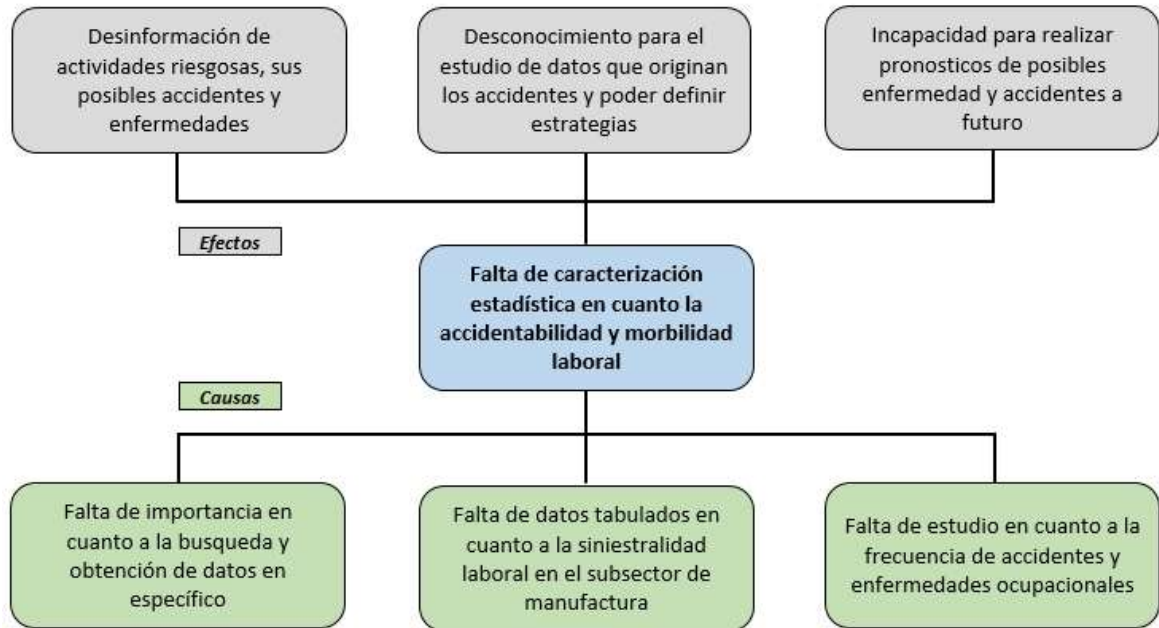 Desinformación de
actividades riesgosas, sus
posibles accidentes y
enfermedades
Desconocimiento para el
estudio de datos que originan
los accidentes y poder definir
estrategias
Incapacidad para realizar
pronosticos de posibles
enfermedad y accidentes a
futuro
Efectos
Falta de caracterización
estadística en cuanto la
accidentabilidad y morbilidad
laboral
Causas
Falta de importancia en
cuanto a la busqueda y
obtención de datos en
específico
Falta de datos tabulados en
cuanto a la siniestralidad
laboral en el subsector de
manufactura
Falta de estudio en cuanto a la
frecuencia de accidentes y
enfermedades ocupacionales